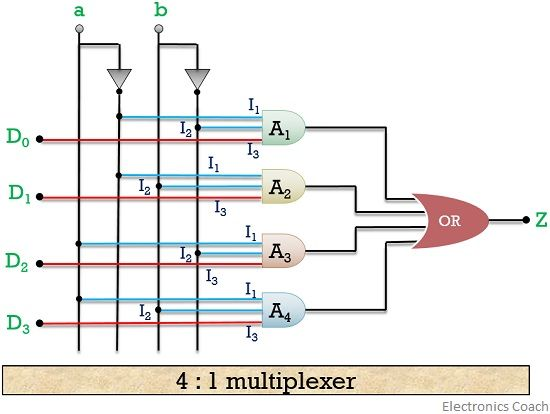 a b
I₁
D₀ I₂ A₁
I₃
I₁
D₁ I₂ A₂
I₃
OR Z
I₁
D₂ I₂ A₃
I₃
I₁
D₃ I₂ A₄
I₃
4 : 1 multiplexer
Electronics Coach